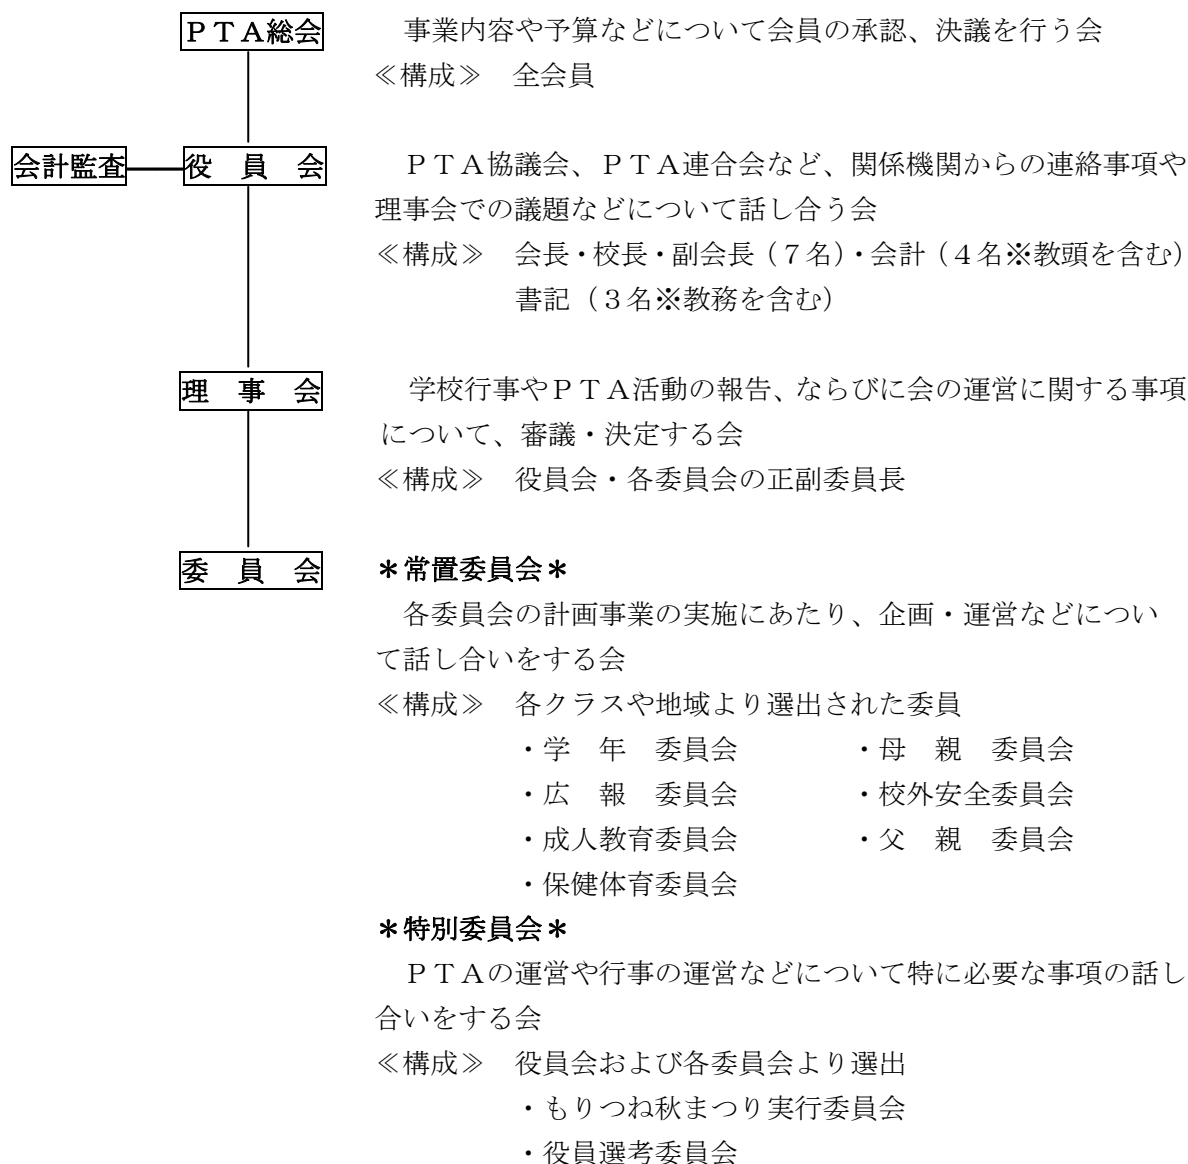 ＰＴＡ総会　事業内容や予算などについて会員の承認、決議を行う会
≪構成≫　全会員
会計監査　役　員　会　ＰＴＡ協議会、ＰＴＡ連合会など、関係機関からの連絡事項や
理事会での議題などについて話し合う会
≪構成≫　会長・校長・副会長（７名）・会計（４名※教頭を含む）
書記（３名※教務を含む）
理　事　会　学校行事やＰＴＡ活動の報告、ならびに会の運営に関する事項
について、審議・決定する会
≪構成≫　役員会・各委員会の正副委員長
委　員　会　＊常置委員会＊
各委員会の計画事業の実施にあたり、企画・運営などについ
て話し合いをする会
≪構成≫　各クラスや地域より選出された委員
・学　年　委員会　・母　親　委員会
・広　報　委員会　・校外安全委員会
・成人教育委員会　・父　親　委員会
・保健体育委員会
＊特別委員会＊
ＰＴＡの運営や行事の運営などについて特に必要な事項の話し
合いをする会
≪構成≫　役員会および各委員会より選出
・もりつね秋まつり実行委員会
・役員選考委員会